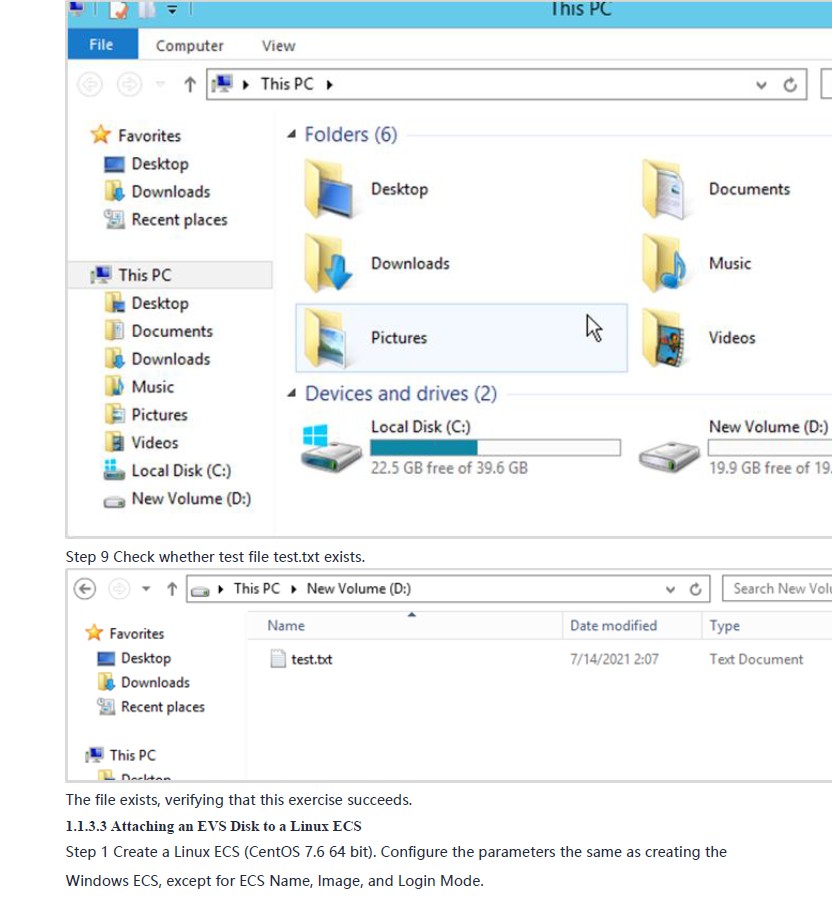 This PC
File Computer View
This PC
Favorites
Desktop
Downloads
Recent places
This PC
Desktop
Documents
Downloads
Music
Pictures
Videos
Local Disk (C:)
New Volume (D:)
Folders (6)
Desktop Documents
Downloads Music
Pictures Videos
Devices and drives (2)
Local Disk (C:) New Volume (D:)
22.5 GB free of 39.6 GB 19.9 GB free of 19.
Step 9 Check whether test file test.txt exists.
This PC New Volume (D:) Search New Volu
Favorites
Desktop
Downloads
Recent places
This PC
Desktop
Name Date modified Type
test.txt 7/14/2021 2:07 Text Document
The file exists, verifying that this exercise succeeds.
1.1.3.3 Attaching an EVS Disk to a Linux ECS
Step 1 Create a Linux ECS (CentOS 7.6 64 bit). Configure the parameters the same as creating the
Windows ECS, except for ECS Name, Image, and Login Mode.